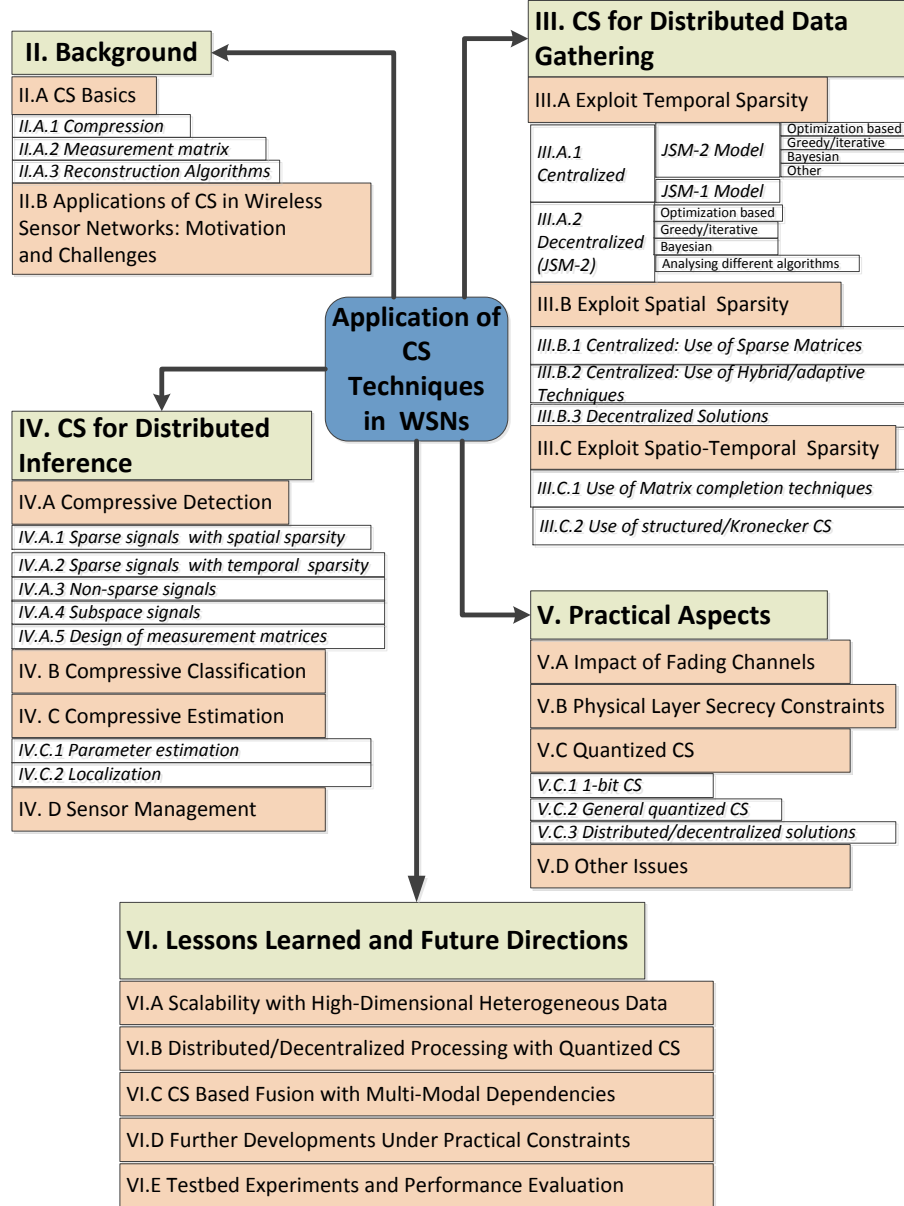 II. Background
II.A CS Basics
II.A.1 Compression
II.A.2 Measurement matrix
II.A.3 Reconstruction Algorithms
II.B Applications of CS in Wireless
Sensor Networks: Motivation
and Challenges
III. CS for Distributed Data
Gathering
III.A Exploit Temporal Sparsity
III.A.1
Centralized
JSM-2 Model
Optimization based
Greedy/iterative
Bayesian
Other
JSM-1 Model
III.A.2
Decentralized
(JSM-2)
Optimization based
Greedy/iterative
Bayesian
Analysing different algorithms
III.B Exploit Spatial Sparsity
III.B.1 Centralized: Use of Sparse Matrices
III.B.2 Centralized: Use of Hybrid/adaptive
Techniques
III.B.3 Decentralized Solutions
III.C Exploit Spatio-Temporal Sparsity
III.C.1 Use of Matrix completion techniques
III.C.2 Use of structured/Kronecker CS
Application of
CS
Techniques
in WSNs
IV. CS for Distributed
Inference
IV.A Compressive Detection
IV.A.1 Sparse signals with spatial sparsity
IV.A.2 Sparse signals with temporal sparsity
IV.A.3 Non-sparse signals
IV.A.4 Subspace signals
IV.A.5 Design of measurement matrices
IV. B Compressive Classification
IV. C Compressive Estimation
IV.C.1 Parameter estimation
IV.C.2 Localization
IV. D Sensor Management
V. Practical Aspects
V.A Impact of Fading Channels
V.B Physical Layer Secrecy Constraints
V.C Quantized CS
V.C.1 1-bit CS
V.C.2 General quantized CS
V.C.3 Distributed/decentralized solutions
V.D Other Issues
VI. Lessons Learned and Future Directions
VI.A Scalability with High-Dimensional Heterogeneous Data
VI.B Distributed/Decentralized Processing with Quantized CS
VI.C CS Based Fusion with Multi-Modal Dependencies
VI.D Further Developments Under Practical Constraints
VI.E Testbed Experiments and Performance Evaluation